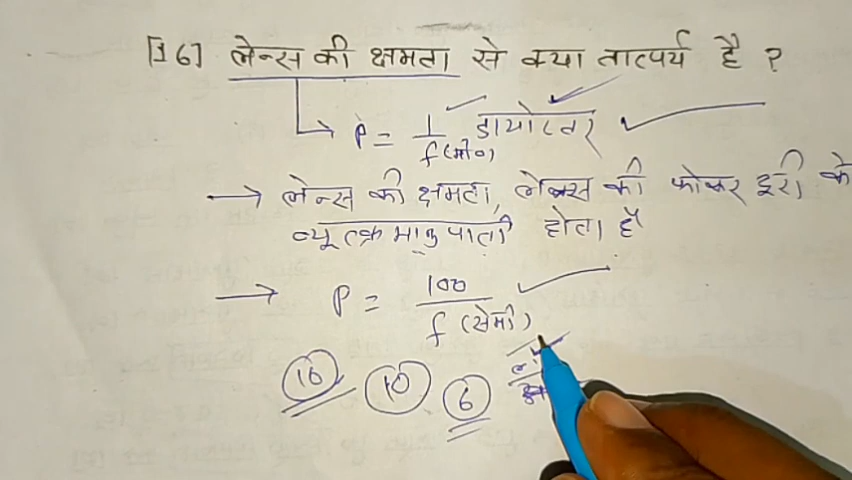 [16] लेन्स की क्षमता से क्या तात्पर्य है ?
→ P = 1/f(मी०) डायोप्टर
→ लेन्स की क्षमता, लेन्स की फोकस दूरी के
व्युत्क्रमानुपाती होता है
→ P = 100/f (सेमी)
16 10 6